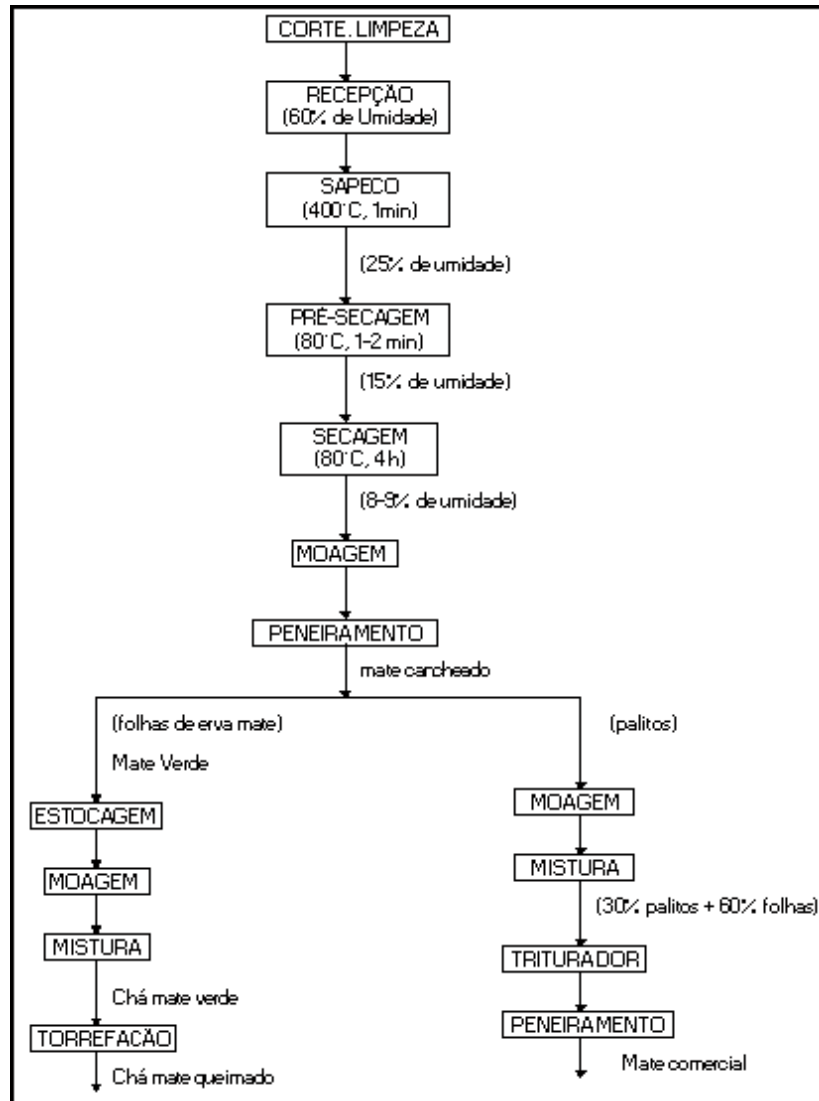 CORTE, LIMPEZA
RECEPÇÃO
(60% de Umidade)
SAPECO
(400°C, 1min)
(25% de umidade)
PRÉ-SECAGEM
(80°C, 1-2 min)
(15% de umidade)
SECAGEM
(80°C, 4h)
(8-9% de umidade)
MOAGEM
PENEIRAMENTO
mate cancheado
(folhas de erva mate)
Mate Verde
ESTOCAGEM
MOAGEM
MISTURA
Chá mate verde
TORREFACÃO
Chá mate queimado
(palitos)
MOAGEM
MISTURA
(30% palitos + 60% folhas)
TRITURADOR
PENEIRAMENTO
Mate comercial